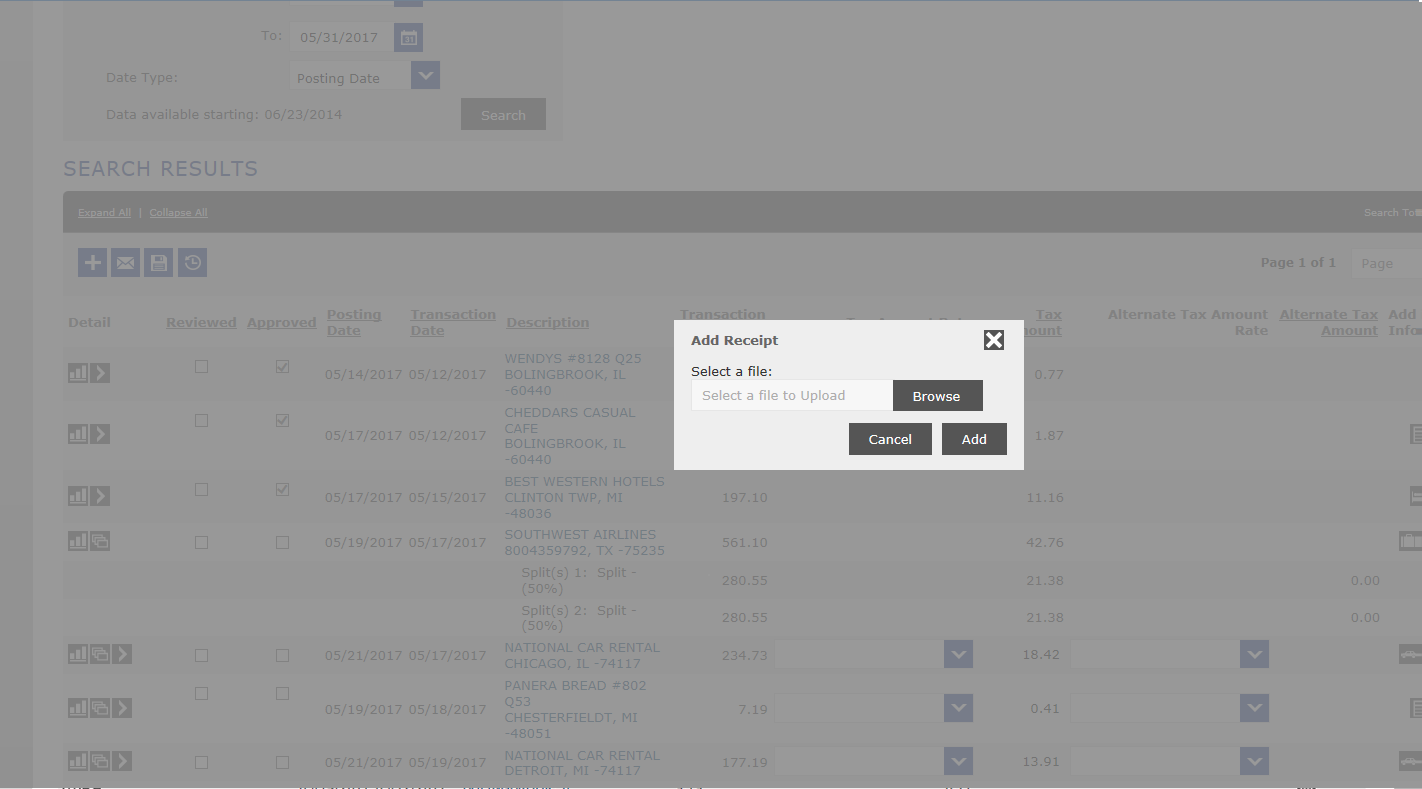 To: 05/31/2017 31
Date Type: Posting Date
Data available starting: 06/23/2014 Search
SEARCH RESULTS
Expand All | Collapse All
Page 1 of 1 Page
Detail Reviewed Approved Posting Date Transaction Date Description Transaction Tax Alternate Tax Amount Rate Alternate Tax Amount Add
WENDYS #8128 Q25
05/14/2017 05/12/2017 BOLINGBROOK, IL 0.77
-60440
CHEDDARS CASUAL
CAFE
05/17/2017 05/12/2017 BOLINGBROOK, IL 1.87
-60440
BEST WESTERN HOTELS
05/17/2017 05/15/2017 CLINTON TWP, MI 197.10 11.16
-48036
SOUTHWEST AIRLINES
05/19/2017 05/17/2017 8004359792, TX -75235 561.10 42.76
Split(s) 1: Split -
(50%) 280.55 21.38 0.00
Split(s) 2: Split -
(50%) 280.55 21.38 0.00
NATIONAL CAR RENTAL
05/21/2017 05/17/2017 CHICAGO, IL -74117 234.73 18.42
PANERA BREAD #802
Q53
05/19/2017 05/18/2017 CHESTERFIELDT, MI 7.19 0.41
-48051
NATIONAL CAR RENTAL
05/21/2017 05/19/2017 DETROIT, MI -74117 177.19 13.91
Add Receipt
Select a file:
Select a file to Upload Browse
Cancel Add